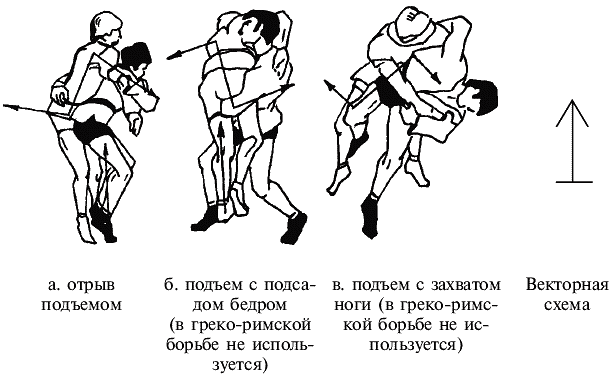 а. отрыв
подъемом
б. подъем с подса-
дом бедром
(в греко-римской
борьбе не исполь-
зуется)
в. подъем с захватом
ноги (в греко-римс-
кой борьбе не ис-
пользуется)
Векторная
схема